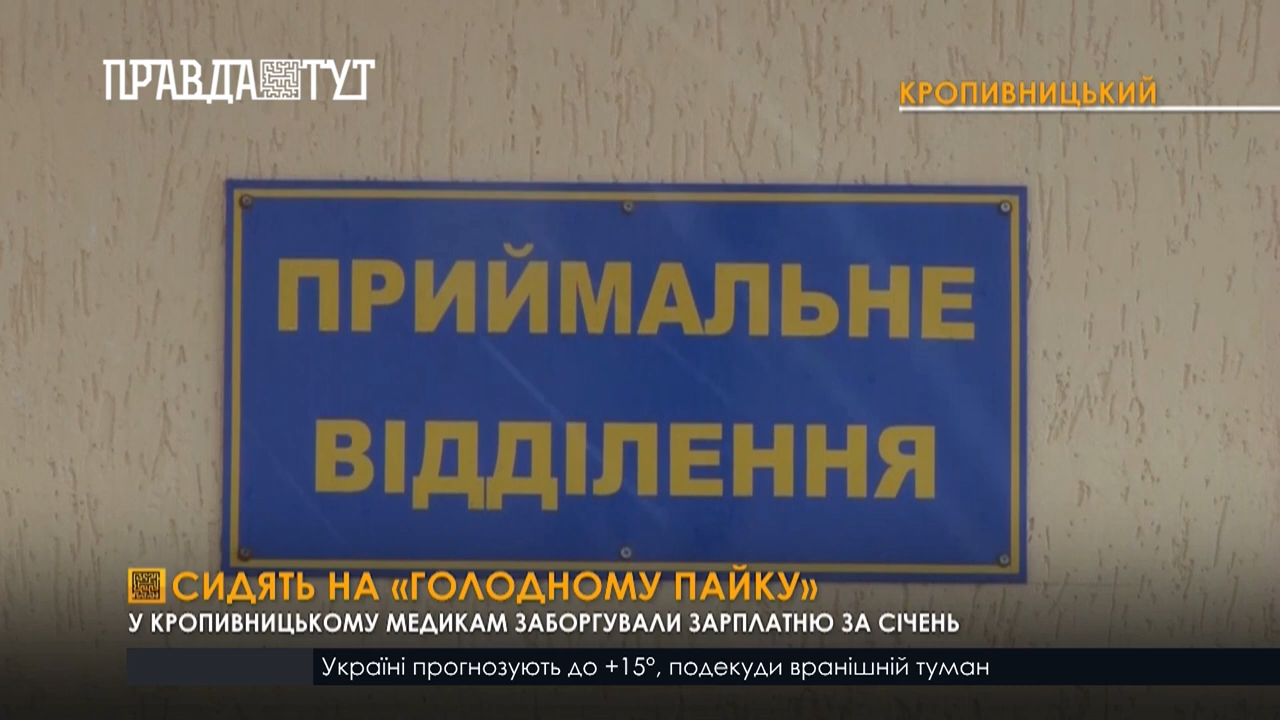 ПРАВДА ТУТ
КРОПИВНИЦЬКИЙ
ПРИЙМАЛЬНЕ
ВІДДІЛЕННЯ
СИДЯТЬ НА «ГОЛОДНОМУ ПАЙКУ»
У КРОПИВНИЦЬКОМУ МЕДИКАМ ЗАБОРГУВАЛИ ЗАРПЛАТНЮ ЗА СІЧЕНЬ
Україні прогнозують до +15°, подекуди вранішній туман